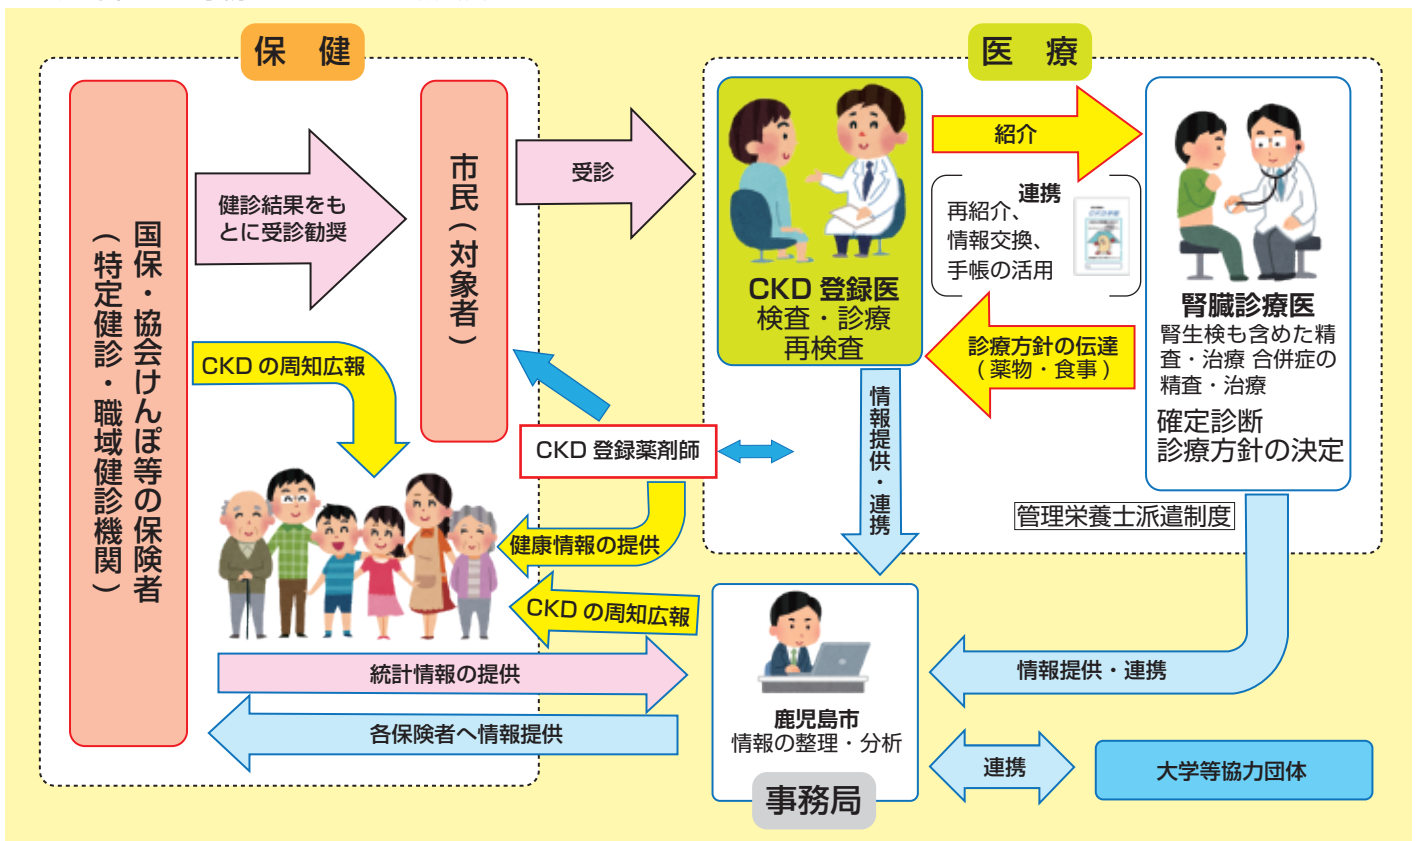 保 健
医 療
国保・協会けんぽ等の保険者
(特定健診・職域健診機関)
健診結果をも
とに受診勧奨
市民(対象者)
受診
CKD 登録医
検査・診療
再検査
紹介
連携
再紹介、
情報交換、
手帳の活用
CKD手帳
診療方針の伝達
(薬物・食事)
腎臓診療医
腎生検も含めた精
査・治療 合併症の
精査・治療
確定診断
診療方針の決定
CKD の周知広報
CKD 登録薬剤師
情報提供・連携
管理栄養士派遣制度
健康情報の提供
CKD の周知広報
統計情報の提供
各保険者へ情報提供
鹿児島市
情報の整理・分析
事務局
情報提供・連携
連携
大学等協力団体